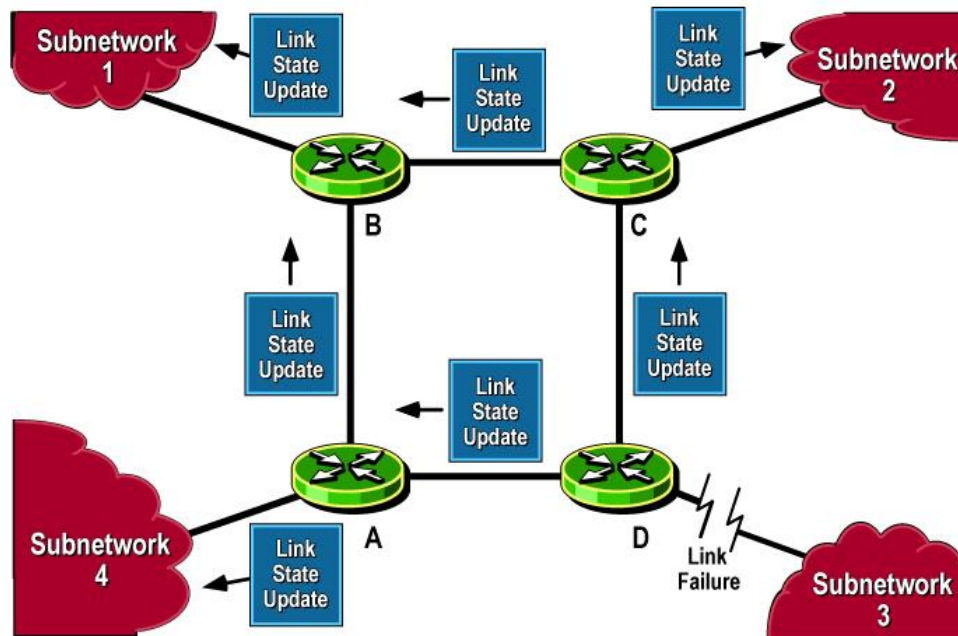 Subnetwork
1
Link
State
Update
Link
State
Update
Link
State
Update
Subnetwork
2
B
C
Link
State
Update
Link
State
Update
Link
State
Update
Subnetwork
4
A
Link
State
Update
D
Link
Failure
Subnetwork
3